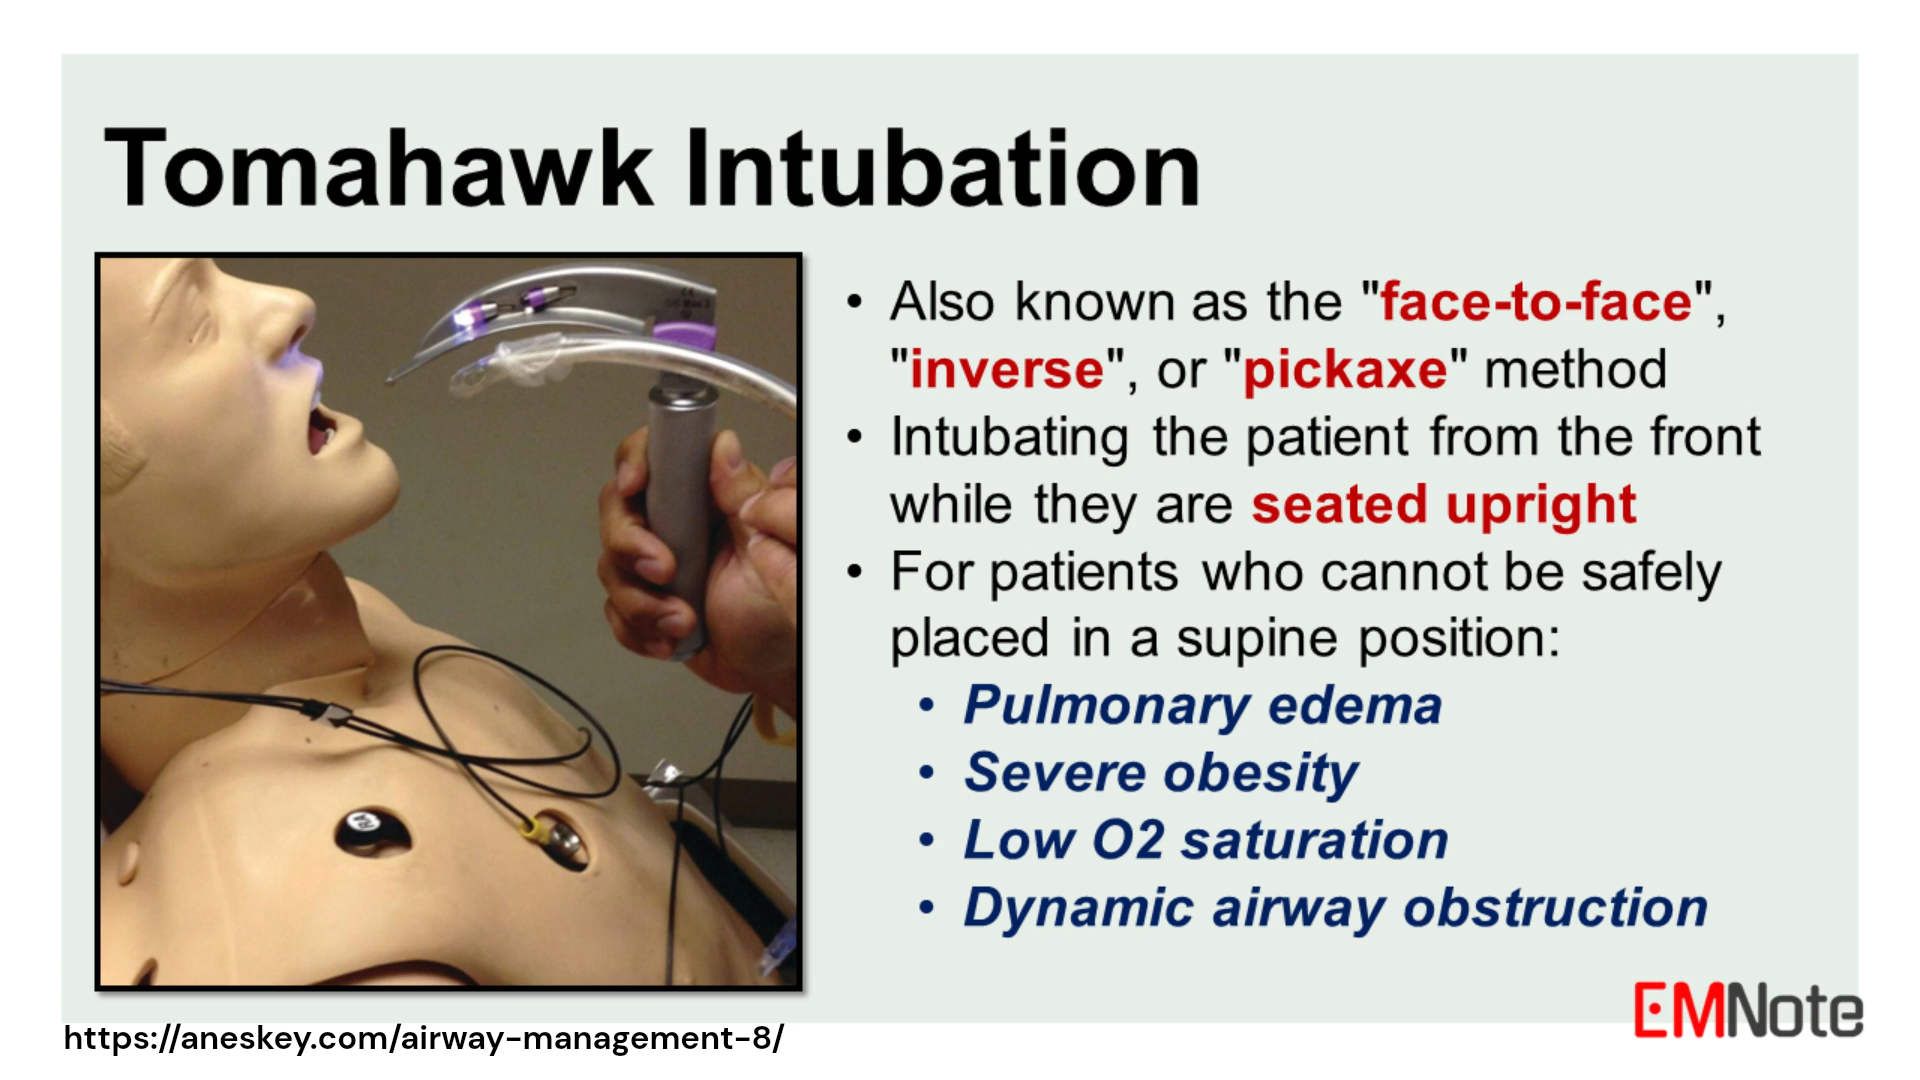 Tomahawk Intubation
• Also known as the "face-to-face",
"inverse", or "pickaxe" method
• Intubating the patient from the front
while they are seated upright
• For patients who cannot be safely
placed in a supine position:
• Pulmonary edema
• Severe obesity
• Low O2 saturation
• Dynamic airway obstruction
EMNote
https://aneskey.com/airway-management-8/